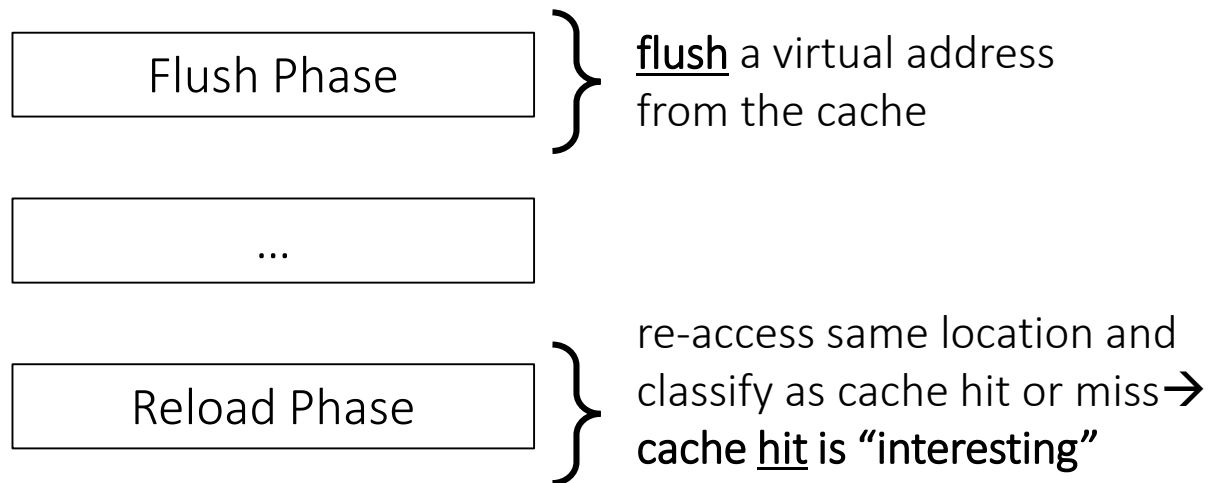 Flush Phase
flush a virtual address
from the cache
...
Reload Phase
re-access same location and
classify as cache hit or miss→
cache hit is “interesting”